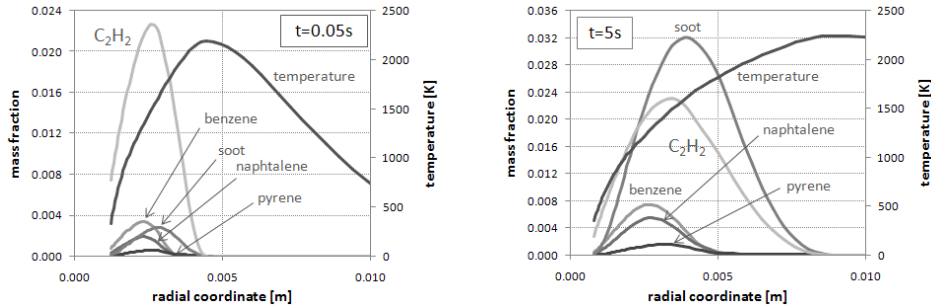 0.024
0.020
0.016
0.012
0.008
0.004
0.000
mass fraction
C₂H₂
t=0.05s
temperature
benzene
soot
naphtalene
pyrene
2500
2000
1500
1000
500
0
temperature [K]
0.000
0.005
0.010
radial coordinate [m]
0.036
0.032
0.028
0.024
0.020
0.016
0.012
0.008
0.004
0.000
mass fraction
t=5s
soot
temperature
naphtalene
C₂H₂
pyrene
benzene
2500
2000
1500
1000
500
0
temperature [K]
0.000
0.005
0.010
radial coordinate [m]